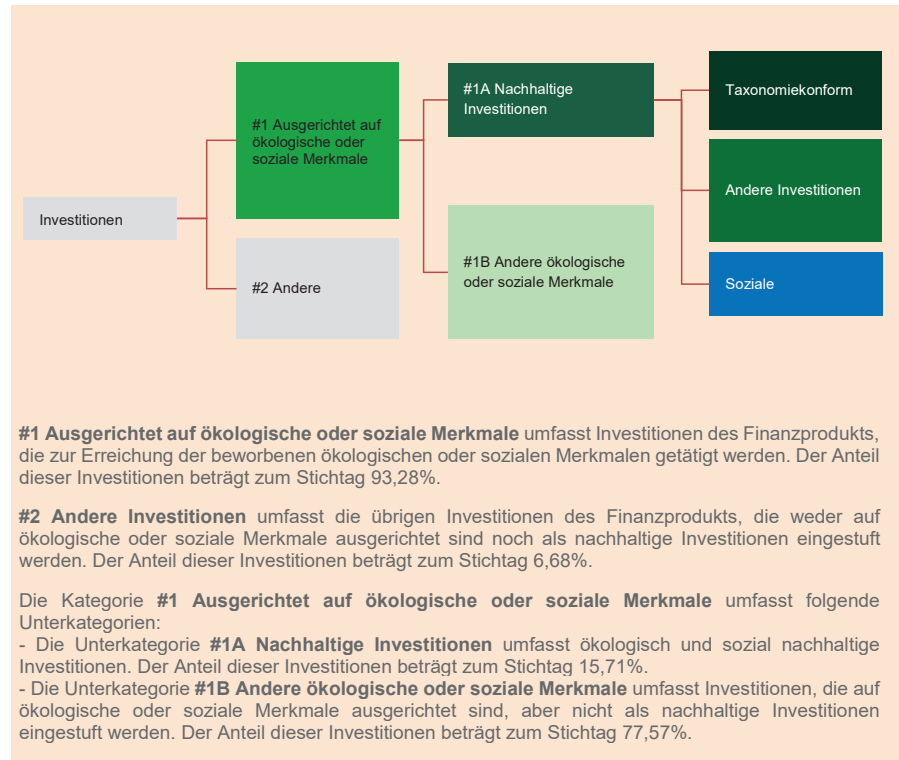 Investitionen
#1 Ausgerichtet auf
ökologische oder
soziale Merkmale
#2 Andere
#1A Nachhaltige
Investitionen
#1B Andere ökologische
oder soziale Merkmale
Taxonomiekonform
Andere Investitionen
Soziale
#1 Ausgerichtet auf ökologische oder soziale Merkmale umfasst Investitionen des Finanzprodukts,
die zur Erreichung der beworbenen ökologischen oder sozialen Merkmalen getätigt werden. Der Anteil
dieser Investitionen beträgt zum Stichtag 93,28%.
#2 Andere Investitionen umfasst die übrigen Investitionen des Finanzprodukts, die weder auf
ökologische oder soziale Merkmale ausgerichtet sind noch als nachhaltige Investitionen eingestuft
werden. Der Anteil dieser Investitionen beträgt zum Stichtag 6,68%.
Die Kategorie #1 Ausgerichtet auf ökologische oder soziale Merkmale umfasst folgende
Unterkategorien:
- Die Unterkategorie #1A Nachhaltige Investitionen umfasst ökologisch und sozial nachhaltige
Investitionen. Der Anteil dieser Investitionen beträgt zum Stichtag 15,71%.
- Die Unterkategorie #1B Andere ökologische oder soziale Merkmale umfasst Investitionen, die auf
ökologische oder soziale Merkmale ausgerichtet sind, aber nicht als nachhaltige Investitionen
eingestuft werden. Der Anteil dieser Investitionen beträgt zum Stichtag 77,57%.